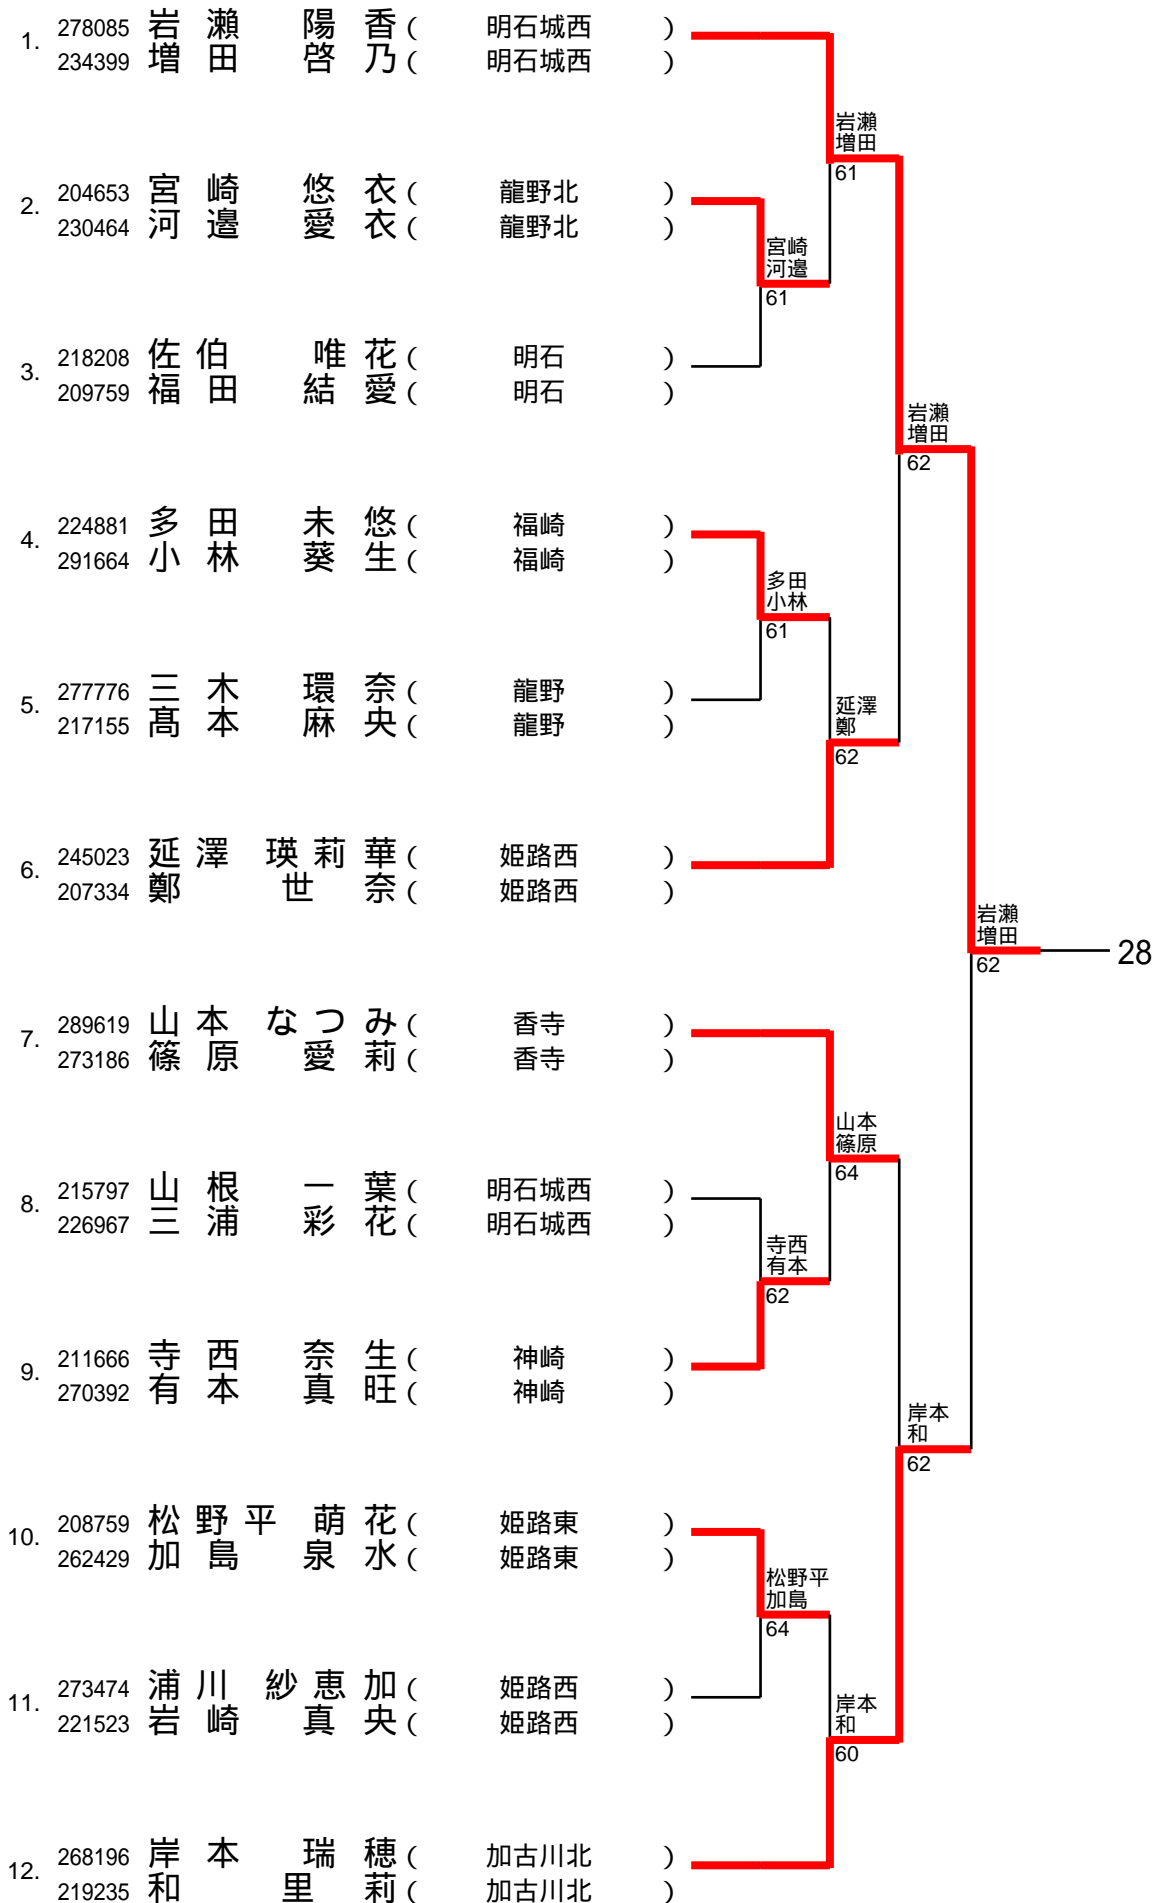 1. 278085 岩瀬 陽香 ( 明石城西 )
234399 増田 啓乃 ( 明石城西 )
岩瀬
増田
61
2. 204653 宮崎 悠衣 ( 龍野北 )
230464 河邉 愛衣 ( 龍野北 )
宮崎
河邉
61
3. 218208 佐伯 唯花 ( 明石 )
209759 福田 結愛 ( 明石 )
岩瀬
増田
62
4. 224881 多田 未悠 ( 福崎 )
291664 小林 葵生 ( 福崎 )
多田
小林
61
5. 277776 三木 環奈 ( 龍野 )
217155 髙本 麻央 ( 龍野 )
延澤
鄭
62
6. 245023 延澤 瑛莉華 ( 姫路西 )
207334 鄭 世奈 ( 姫路西 )
岩瀬
増田
62
28
7. 289619 山本 なつみ ( 香寺 )
273186 篠原 愛莉 ( 香寺 )
山本
篠原
64
8. 215797 山根 一葉 ( 明石城西 )
226967 三浦 彩花 ( 明石城西 )
寺西
有本
62
9. 211666 寺西 奈生 ( 神崎 )
270392 有本 真旺 ( 神崎 )
岸本
和
62
10. 208759 松野平 萌花 ( 姫路東 )
262429 加島 泉水 ( 姫路東 )
松野平
加島
64
11. 273474 浦川 紗恵加 ( 姫路西 )
221523 岩崎 真央 ( 姫路西 )
岸本
和
60
12. 268196 岸本 瑞穂 ( 加古川北 )
219235 和 里莉 ( 加古川北 )